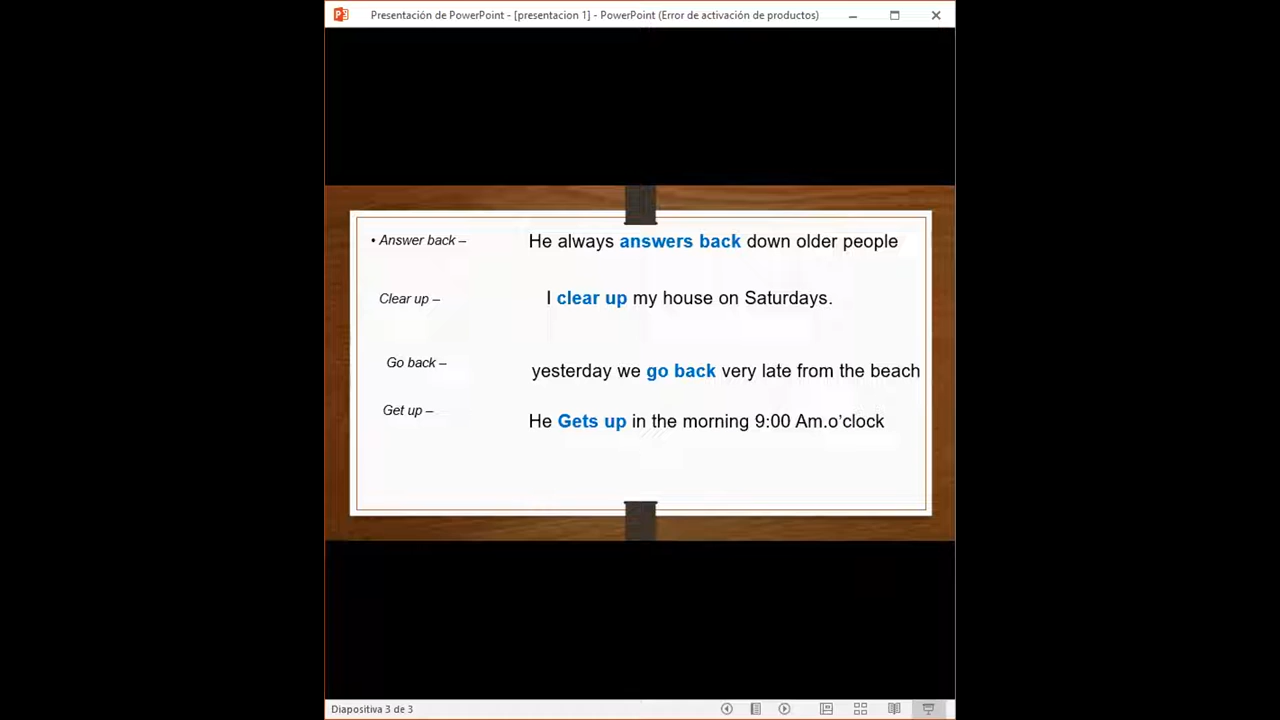 Presentación de PowerPoint - [presentacion 1] - PowerPoint (Error de activación de productos)
• Answer back – He always answers back down older people
Clear up – I clear up my house on Saturdays.
Go back – yesterday we go back very late from the beach
Get up – He Gets up in the morning 9:00 Am.o'clock
Diapositiva 3 de 3